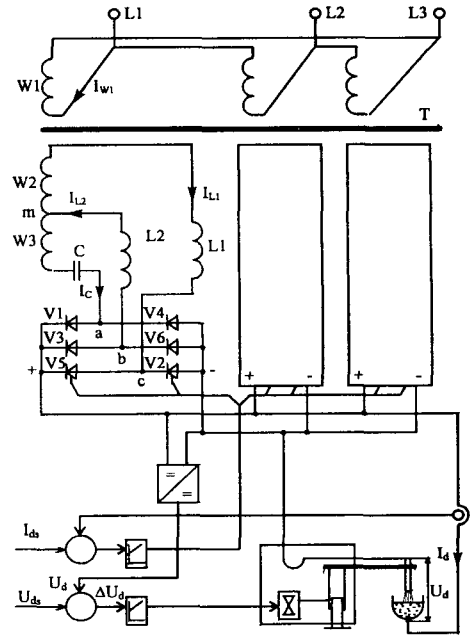 L1 L2 L3
W1 I_W1
T
W2
m I_L2 I_L1
W3 L2 L1
C
I_C
V1 V4
a
V3 V6
b
V5 V2
+ c - + - + -
=
=
I_ds
I_d
U_d U_d
U_ds ΔU_d